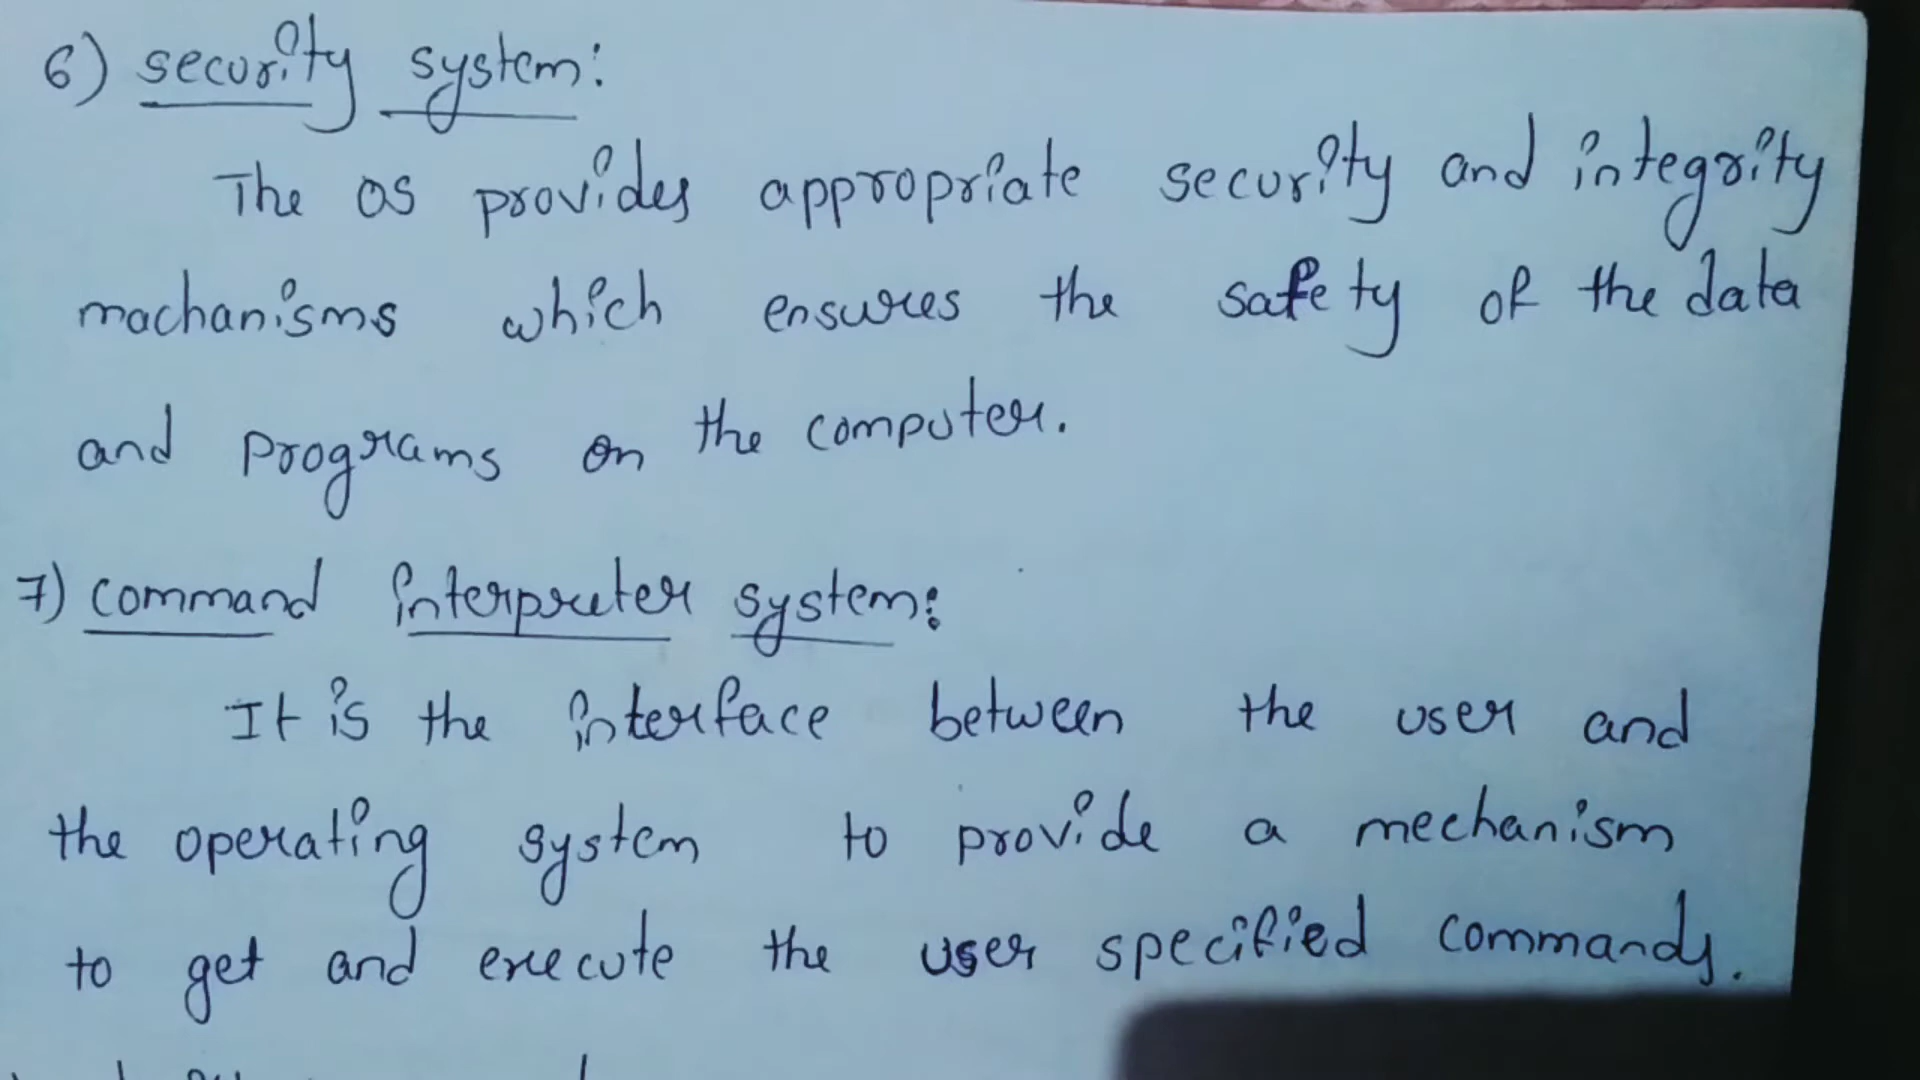 6) security system:
The OS provides appropriate security and integrity
machanisms which ensures the safety of the data
and programs on the computer.
7) command interpreter system:
It is the interface between the user and
the operating system to provide a mechanism
to get and execute the user specified commands.